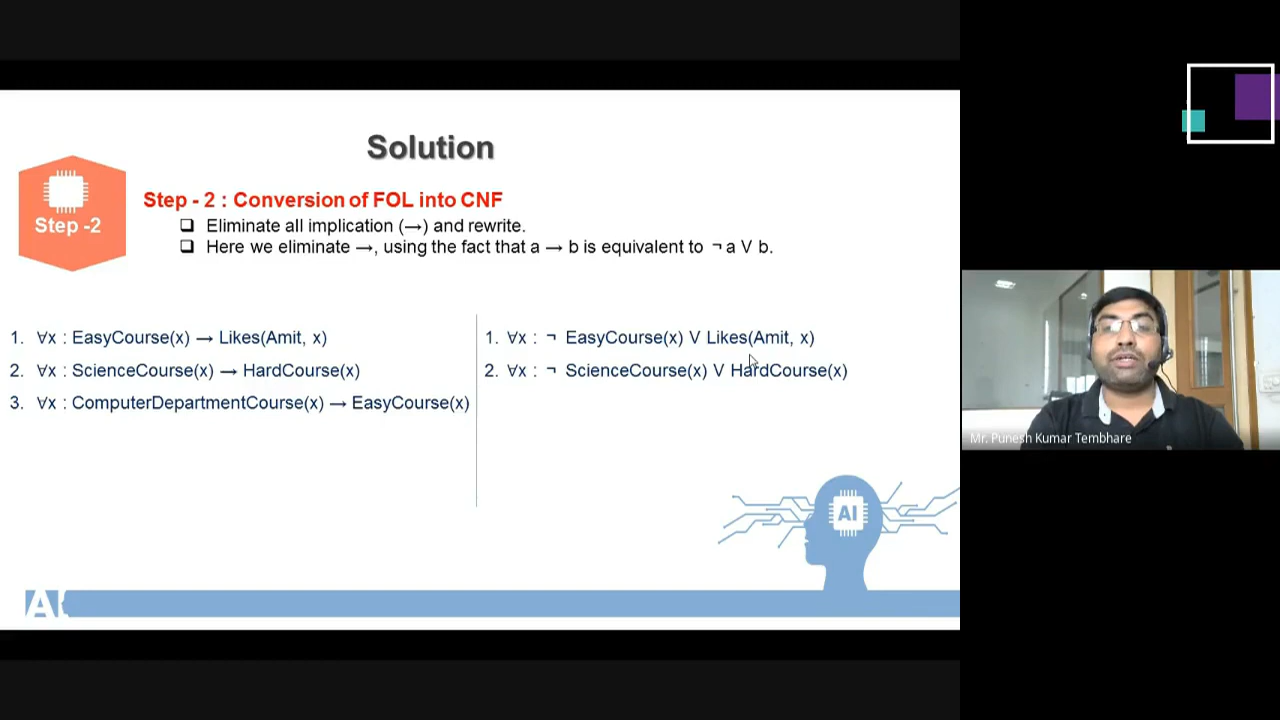 Solution
Step -2
Step - 2 : Conversion of FOL into CNF
❑ Eliminate all implication (→) and rewrite.
❑ Here we eliminate →, using the fact that a → b is equivalent to ¬ a V b.
1. ∀x : EasyCourse(x) → Likes(Amit, x)
2. ∀x : ScienceCourse(x) → HardCourse(x)
3. ∀x : ComputerDepartmentCourse(x) → EasyCourse(x)
1. ∀x : ¬ EasyCourse(x) V Likes(Amit, x)
2. ∀x : ¬ ScienceCourse(x) V HardCourse(x)
AI
Mr. Punesh Kumar Tembhare